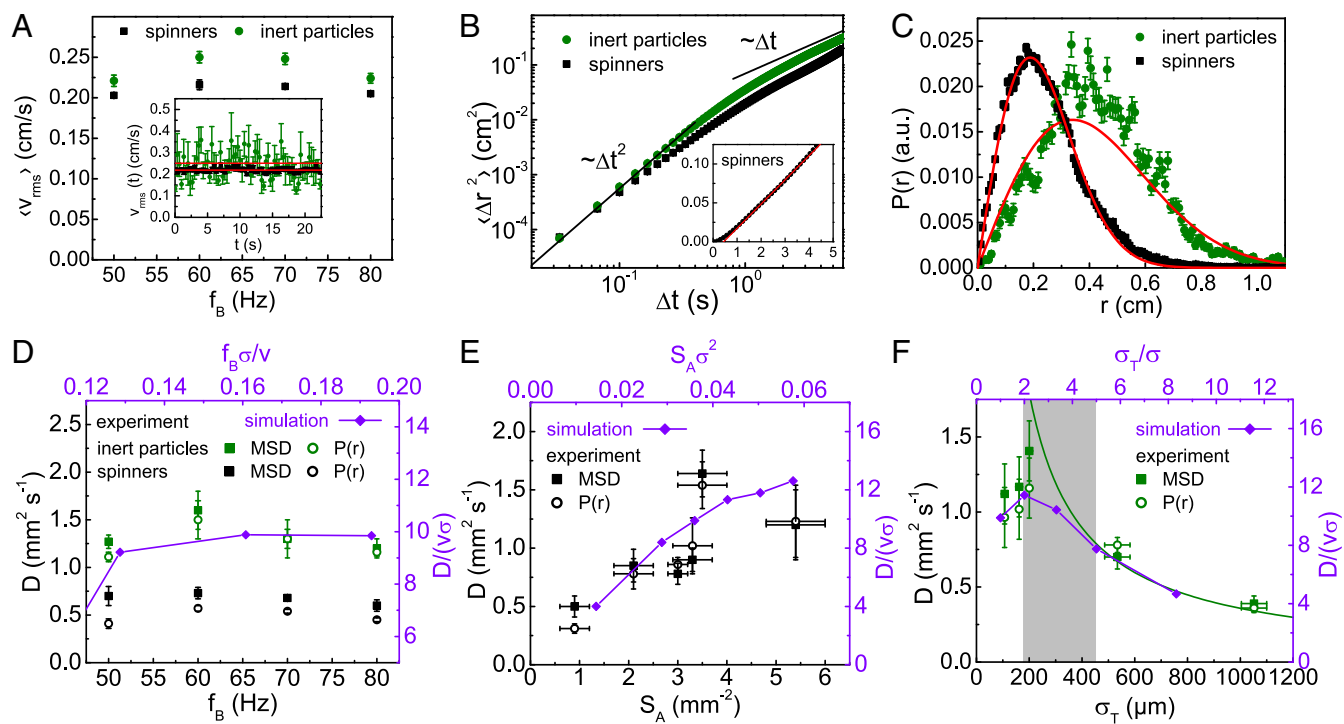 A
spinners inert particles
⟨v_rms⟩ (cm/s)
0.25
0.20
0.15
0.10
0.05
0.00
50 55 60 65 70 75 80
f_B (Hz)
v_rms (t) (cm/s)
0.5
0.4
0.3
0.2
0.1
0.0
0 5 10 15 20
t (s)
B
inert particles
spinners
~Δt
~Δt²
⟨Δr²⟩ (cm²)
10⁻¹
10⁻²
10⁻³
10⁻⁴
10⁻¹ 10⁰
Δt (s)
spinners
0.10
0.05
0.00
0 1 2 3 4 5
C
inert particles
spinners
P(r) (a.u.)
0.025
0.020
0.015
0.010
0.005
0.000
0.0 0.2 0.4 0.6 0.8 1.0
r (cm)
D
f_Bσ/v
0.12 0.14 0.16 0.18 0.20
experiment simulation
inert particles MSD P(r)
spinners MSD P(r)
D (mm² s⁻¹)
2.5
2.0
1.5
1.0
0.5
0.0
50 55 60 65 70 75 80
f_B (Hz)
D/(vσ)
14
12
10
8
6
E
S_Aσ²
0.00 0.02 0.04 0.06
simulation
experiment
MSD
P(r)
D (mm² s⁻¹)
2.0
1.5
1.0
0.5
0.0
0 1 2 3 4 5 6
S_A (mm⁻²)
D/(vσ)
16
12
8
4
0
F
σ_T/σ
0 2 4 6 8 10 12
simulation
experiment
MSD
P(r)
D (mm² s⁻¹)
1.5
1.0
0.5
0.0
0 200 400 600 800 1000
σ_T (μm)
D/(vσ)
16
12
8
4
0